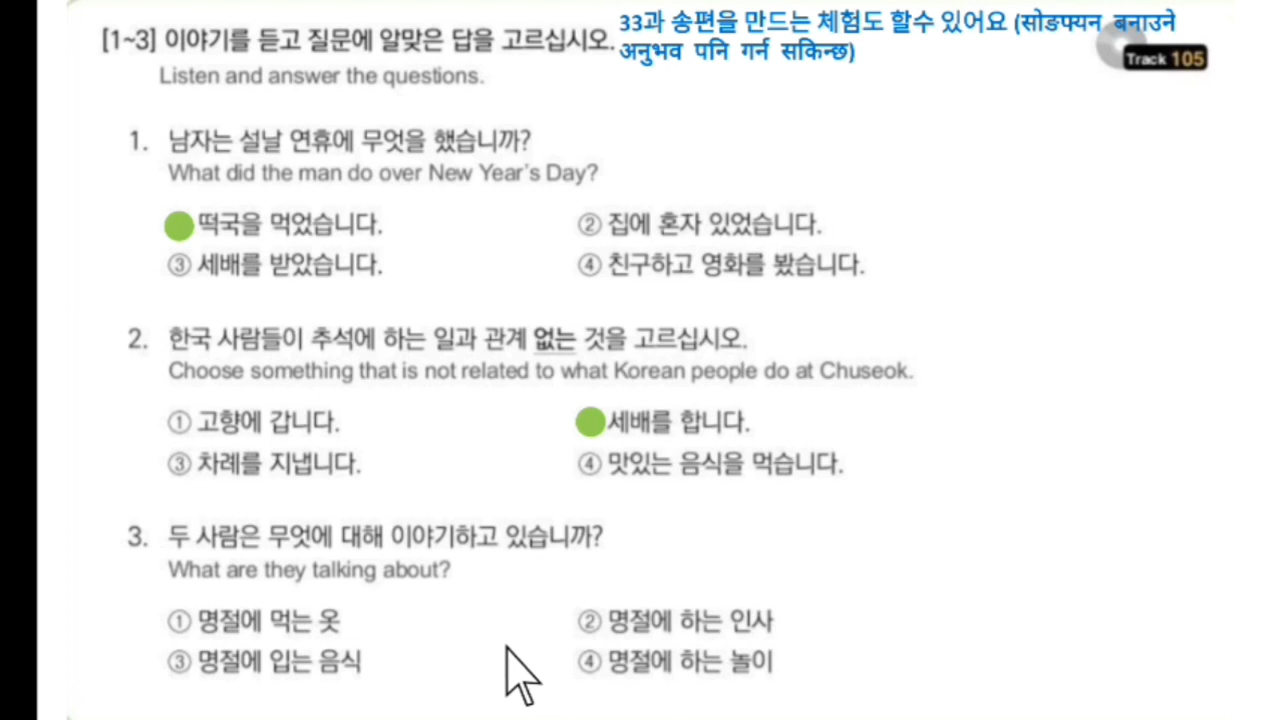 33과 송편을 만드는 체험도 할수 있어요 (सोङफ्यन बनाउने
अनुभव पनि गर्न सकिन्छ)
[1~3] 이야기를 듣고 질문에 알맞은 답을 고르십시오.
Listen and answer the questions.
Track 105
1. 남자는 설날 연휴에 무엇을 했습니까?
What did the man do over New Year's Day?
떡국을 먹었습니다.
② 집에 혼자 있었습니다.
③ 세배를 받았습니다.
④ 친구하고 영화를 봤습니다.
2. 한국 사람들이 추석에 하는 일과 관계 없는 것을 고르십시오.
Choose something that is not related to what Korean people do at Chuseok.
① 고향에 갑니다.
세배를 합니다.
③ 차례를 지냅니다.
④ 맛있는 음식을 먹습니다.
3. 두 사람은 무엇에 대해 이야기하고 있습니까?
What are they talking about?
① 명절에 먹는 옷
② 명절에 하는 인사
③ 명절에 입는 음식
④ 명절에 하는 놀이